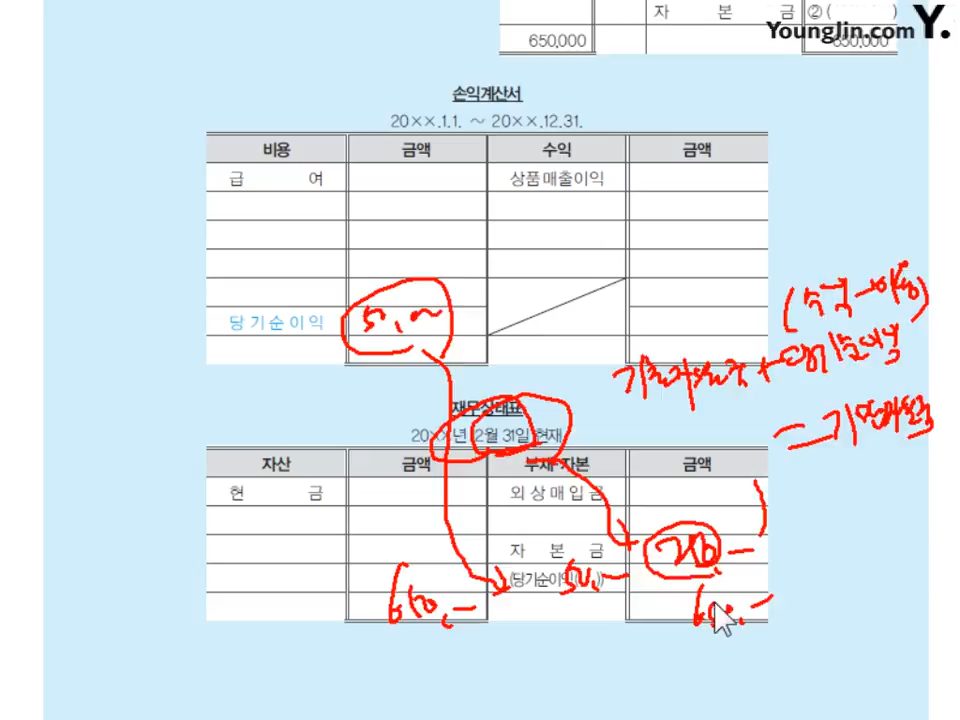 자 본 금 ②(
YoungJin.com Y.
650,000 650,000
손익계산서
20××.1.1. ～ 20××.12.31.
비용 금액 수익 금액
급 여 상품매출이익
(수익-비용)
당기순이익
기초자본금+당기순이익
=기말자본금
재무상태표
20××년 12월 31일 현재
자산 금액 부채·자본 금액
현 금 외 상 매 입 금
자 본 금
(당기순이익( ))
650,-